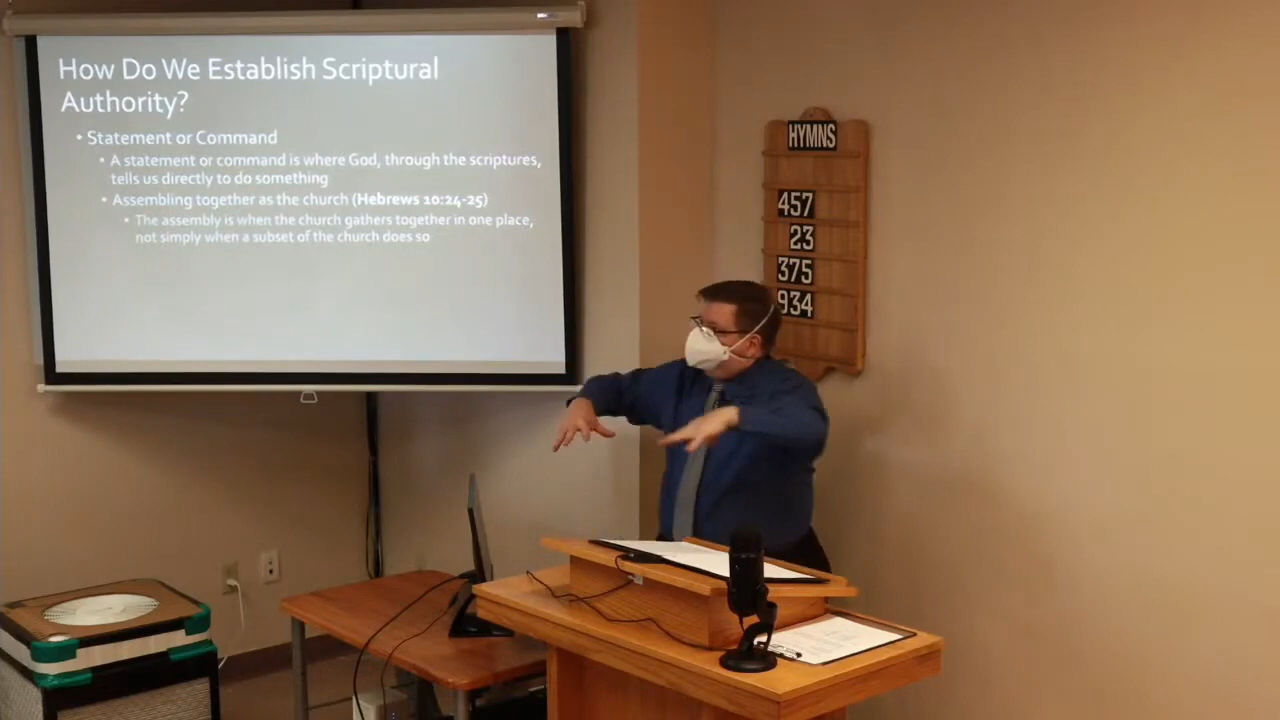 How Do We Establish Scriptural
Authority?
• Statement or Command
• A statement or command is where God, through the scriptures,
tells us directly to do something
• Assembling together as the church (Hebrews 10:24-25)
• The assembly is when the church gathers together in one place,
not simply when a subset of the church does so
HYMNS
457
23
375
934